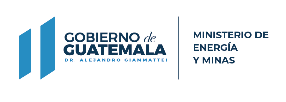 GOBIERNO de
GUATEMALA
DR. ALEJANDRO GIAMMATTEI
MINISTERIO DE
ENERGÍA
Y MINAS